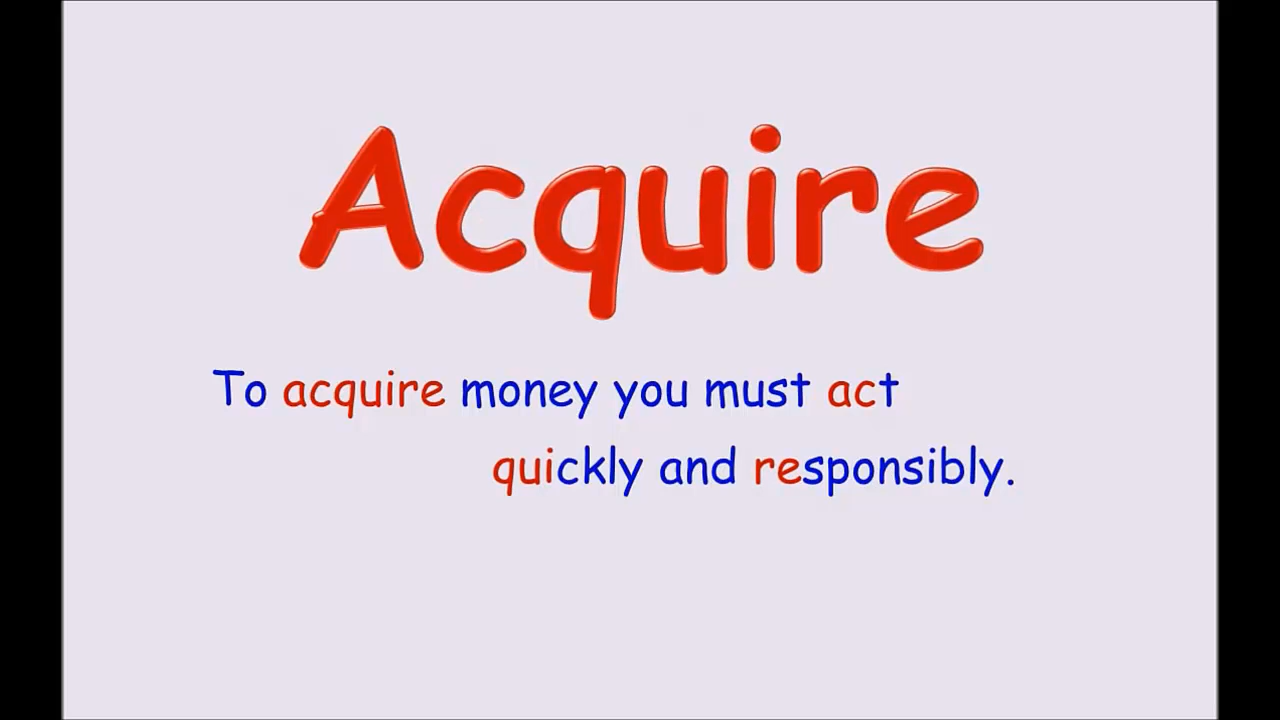 Acquire
To acquire money you must act
quickly and responsibly.